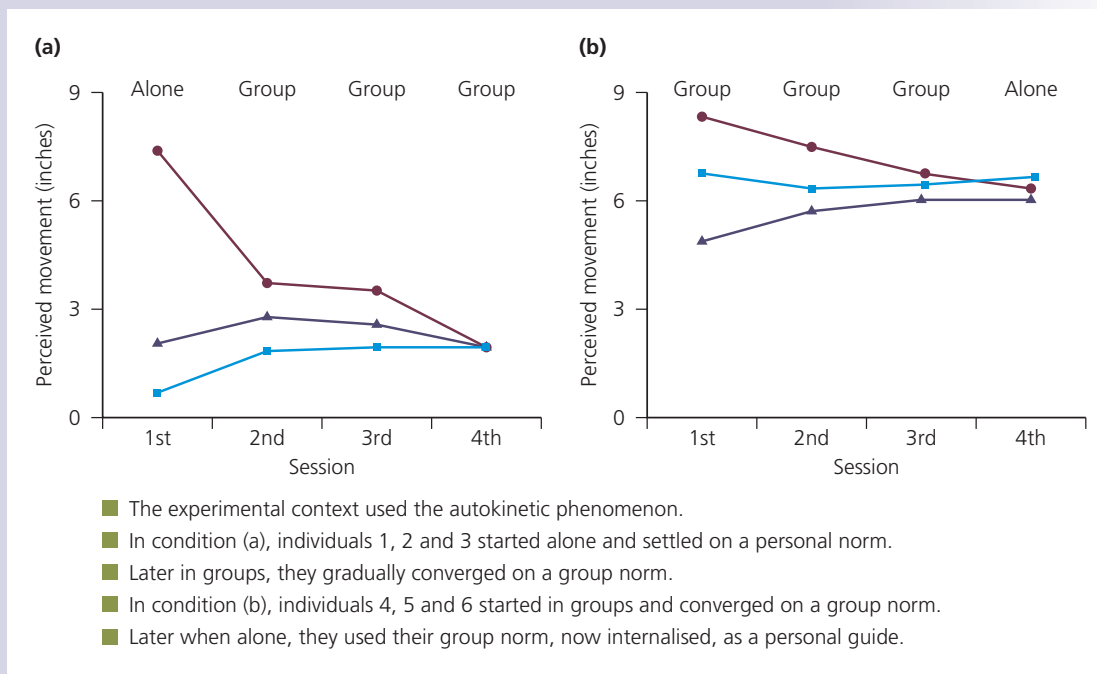 (a)
Alone Group Group Group
9
6
3
0
Perceived movement (inches)
1st 2nd 3rd 4th
Session
(b)
Group Group Group Alone
9
6
3
0
Perceived movement (inches)
1st 2nd 3rd 4th
Session
The experimental context used the autokinetic phenomenon.
In condition (a), individuals 1, 2 and 3 started alone and settled on a personal norm.
Later in groups, they gradually converged on a group norm.
In condition (b), individuals 4, 5 and 6 started in groups and converged on a group norm.
Later when alone, they used their group norm, now internalised, as a personal guide.